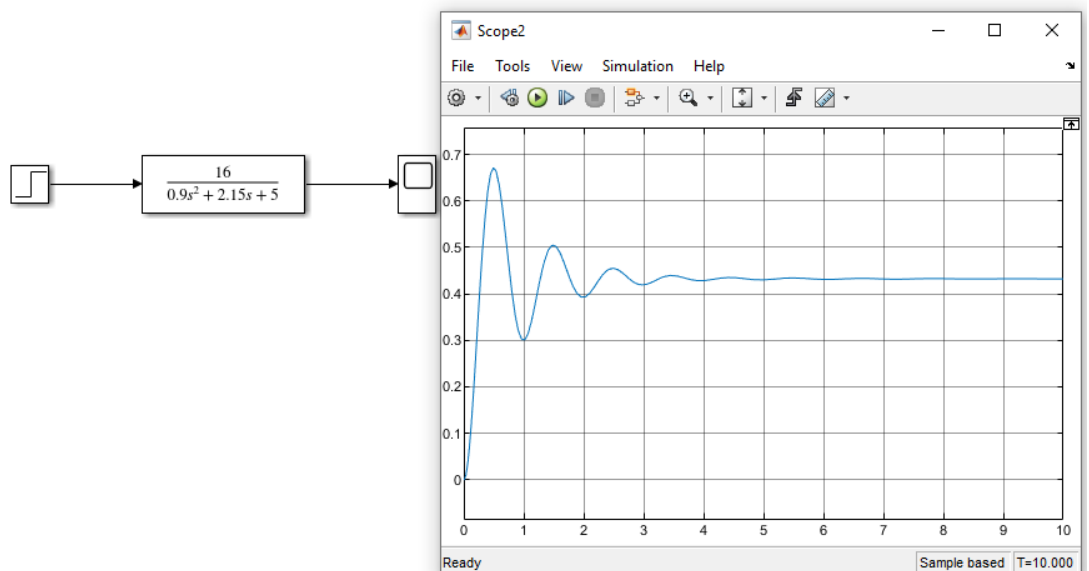 Scope2
File Tools View Simulation Help
16
0.9s² + 2.15s + 5
0.7
0.6
0.5
0.4
0.3
0.2
0.1
0
0 1 2 3 4 5 6 7 8 9 10
Ready Sample based T=10.000